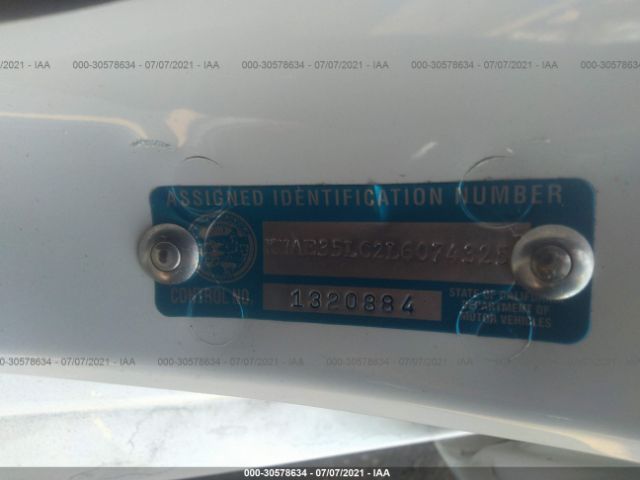 000-30578634 - 07/07/2021 - IAA
ASSIGNED IDENTIFICATION NUMBER
CONTROL NO. 1320884
STATE OF CALIFORNIA
DEPARTMENT OF
MOTOR VEHICLES
000-30578634 - 07/07/2021 - IAA
000-30578634 - 07/07/2021 - IAA